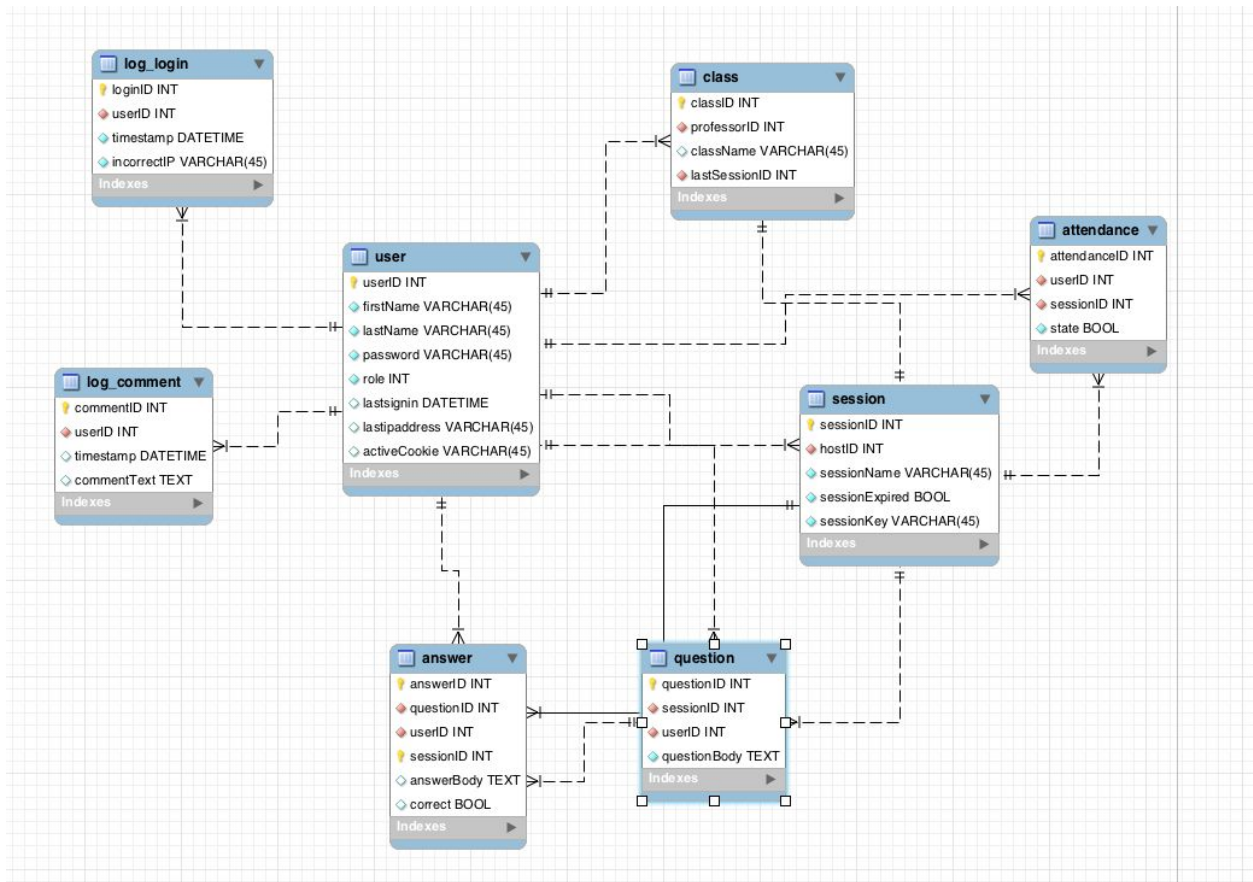 log_login
loginID INT
userID INT
timestamp DATETIME
incorrectIP VARCHAR(45)
Indexes
class
classID INT
professorID INT
className VARCHAR(45)
lastSessionID INT
Indexes
user
userID INT
firstName VARCHAR(45)
lastName VARCHAR(45)
password VARCHAR(45)
role INT
lastsignin DATETIME
lastipaddress VARCHAR(45)
activeCookie VARCHAR(45)
Indexes
attendance
attendanceID INT
userID INT
sessionID INT
state BOOL
Indexes
log_comment
commentID INT
userID INT
timestamp DATETIME
commentText TEXT
Indexes
session
sessionID INT
hostID INT
sessionName VARCHAR(45)
sessionExpired BOOL
sessionKey VARCHAR(45)
Indexes
answer
answerID INT
questionID INT
userID INT
sessionID INT
answerBody TEXT
correct BOOL
Indexes
question
questionID INT
sessionID INT
userID INT
questionBody TEXT
Indexes